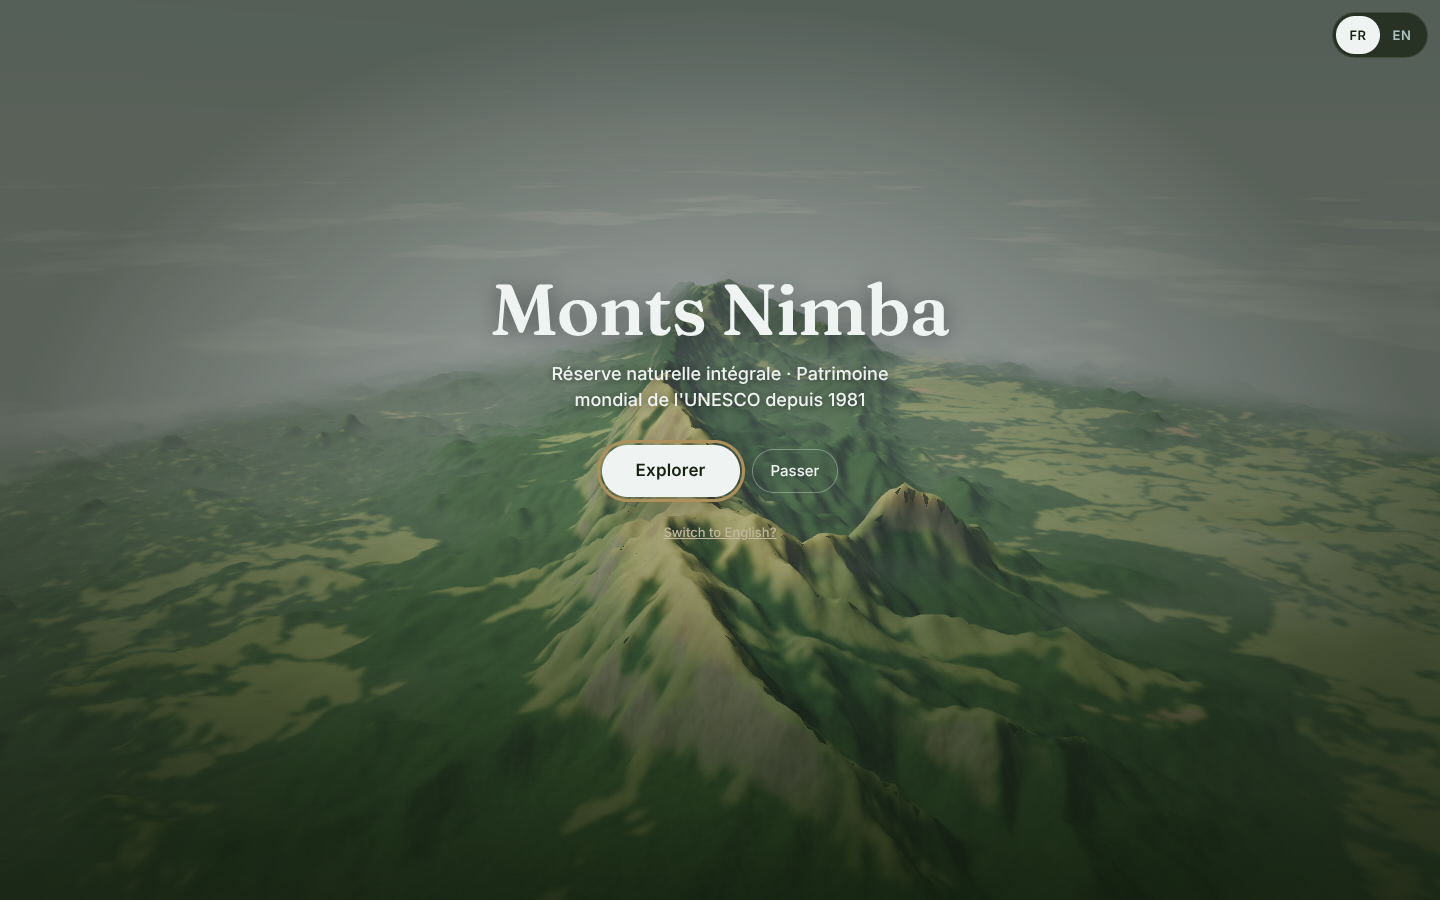 FR EN
Monts Nimba
Réserve naturelle intégrale · Patrimoine
mondial de l'UNESCO depuis 1981
Explorer Passer
Switch to English?